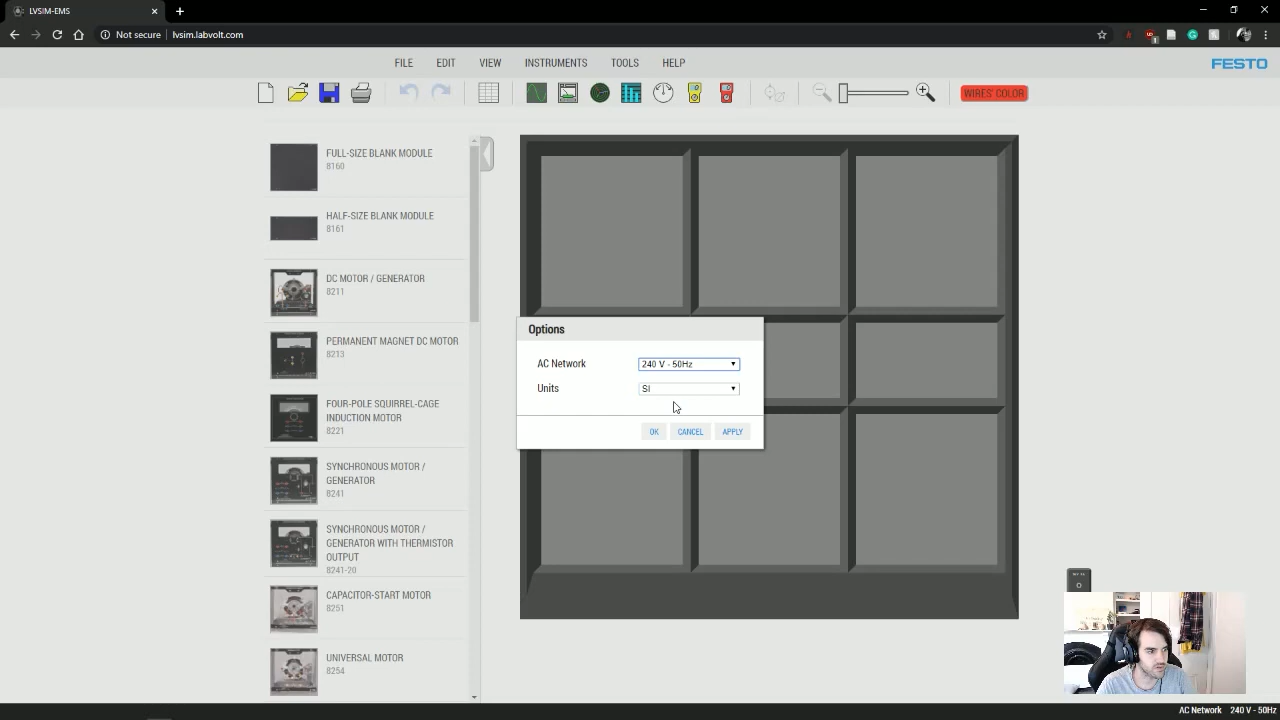 LVSIM-EMS
Not secure | lvsim.labvolt.com
FILE EDIT VIEW INSTRUMENTS TOOLS HELP
FESTO
WIRES' COLOR
FULL-SIZE BLANK MODULE
8160
HALF-SIZE BLANK MODULE
8161
DC MOTOR / GENERATOR
8211
PERMANENT MAGNET DC MOTOR
8213
FOUR-POLE SQUIRREL-CAGE
INDUCTION MOTOR
8221
SYNCHRONOUS MOTOR /
GENERATOR
8241
SYNCHRONOUS MOTOR /
GENERATOR WITH THERMISTOR
OUTPUT
8241-20
CAPACITOR-START MOTOR
8251
UNIVERSAL MOTOR
8254
Options
AC Network 240 V - 50Hz
Units SI
OK CANCEL APPLY
AC Network 240 V - 50Hz